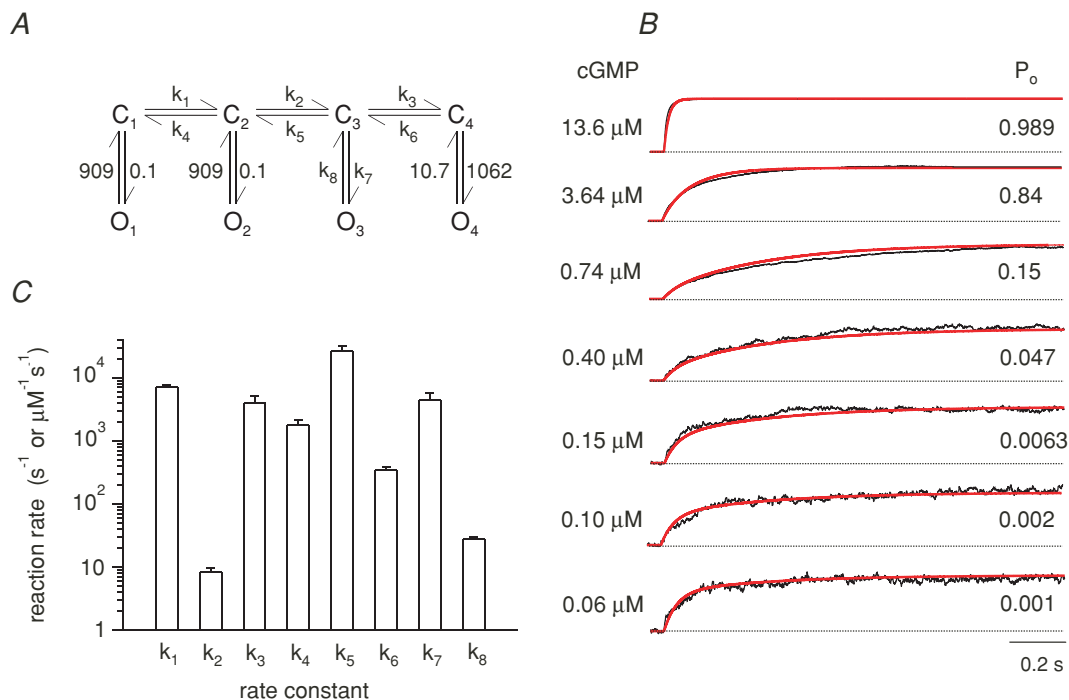 A
k1 k2 k3
C1 C2 C3 C4
k4 k5 k6
909 0.1 909 0.1 k8 k7 10.7 1062
O1 O2 O3 O4
B
cGMP Po
13.6 μM 0.989
3.64 μM 0.84
0.74 μM 0.15
0.40 μM 0.047
0.15 μM 0.0063
0.10 μM 0.002
0.06 μM 0.001
0.2 s
C
reaction rate (s-1 or μM-1s-1)
10^4
10^3
10^2
10
1
k1 k2 k3 k4 k5 k6 k7 k8
rate constant